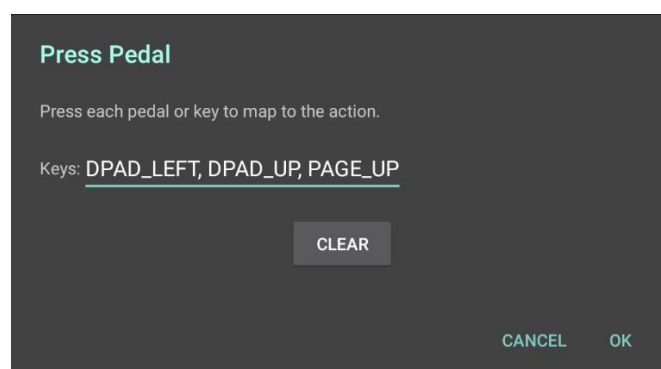 Press Pedal
Press each pedal or key to map to the action.
Keys: DPAD_LEFT, DPAD_UP, PAGE_UP
CLEAR
CANCEL OK